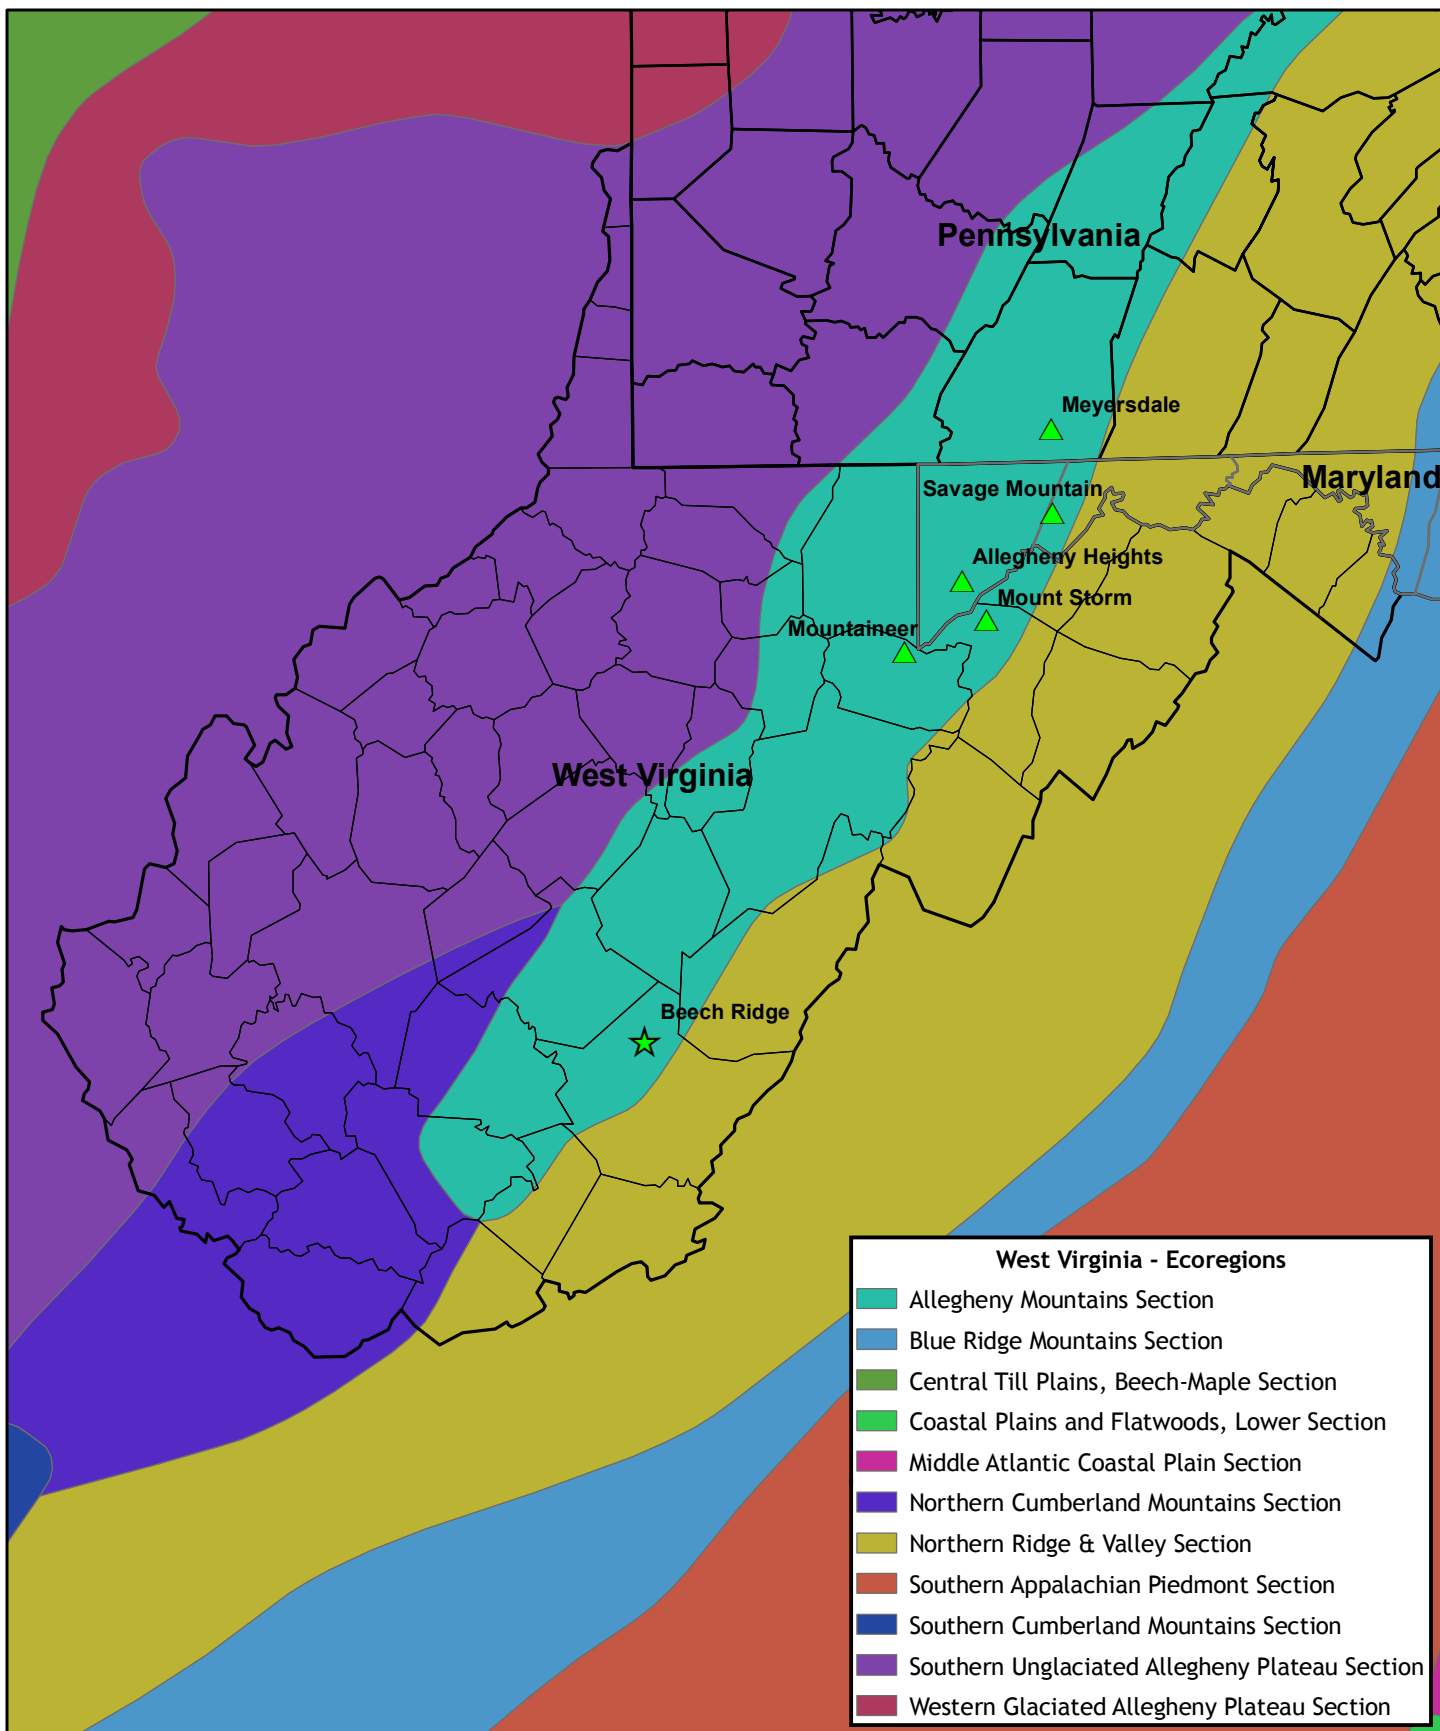 Pennsylvania
Meyersdale
Maryland
Savage Mountain
Allegheny Heights
Mount Storm
Mountaineer
West Virginia
Beech Ridge
West Virginia - Ecoregions
Allegheny Mountains Section
Blue Ridge Mountains Section
Central Till Plains, Beech-Maple Section
Coastal Plains and Flatwoods, Lower Section
Middle Atlantic Coastal Plain Section
Northern Cumberland Mountains Section
Northern Ridge & Valley Section
Southern Appalachian Piedmont Section
Southern Cumberland Mountains Section
Southern Unglaciated Allegheny Plateau Section
Western Glaciated Allegheny Plateau Section